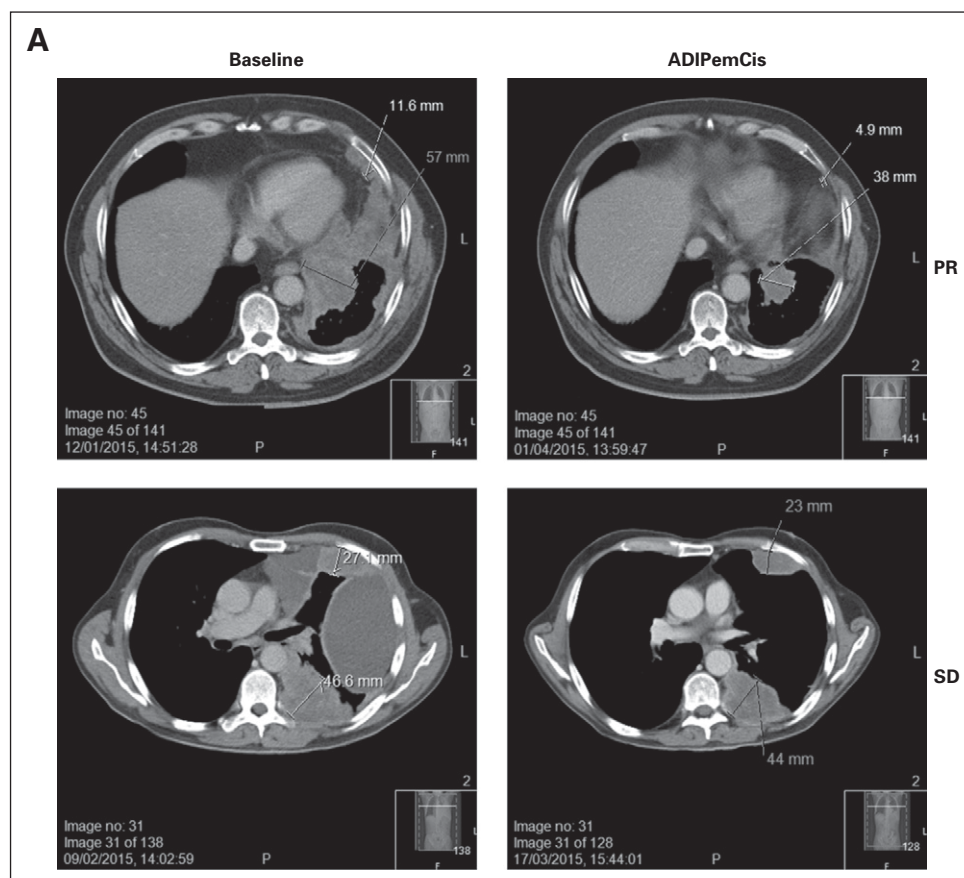 A
Baseline
ADIPemCis
11.6 mm
57 mm
L
2
Image no: 45
Image 45 of 141
12/01/2015, 14:51:28
P
L
141
F
4.9 mm
38 mm
L
PR
2
Image no: 45
Image 45 of 141
01/04/2015, 13:59:47
P
L
141
F
27.1 mm
46.6 mm
L
2
Image no: 31
Image 31 of 138
09/02/2015, 14:02:59
P
L
138
F
23 mm
44 mm
L
SD
2
Image no: 31
Image 31 of 128
17/03/2015, 15:44:01
P
L
128
F